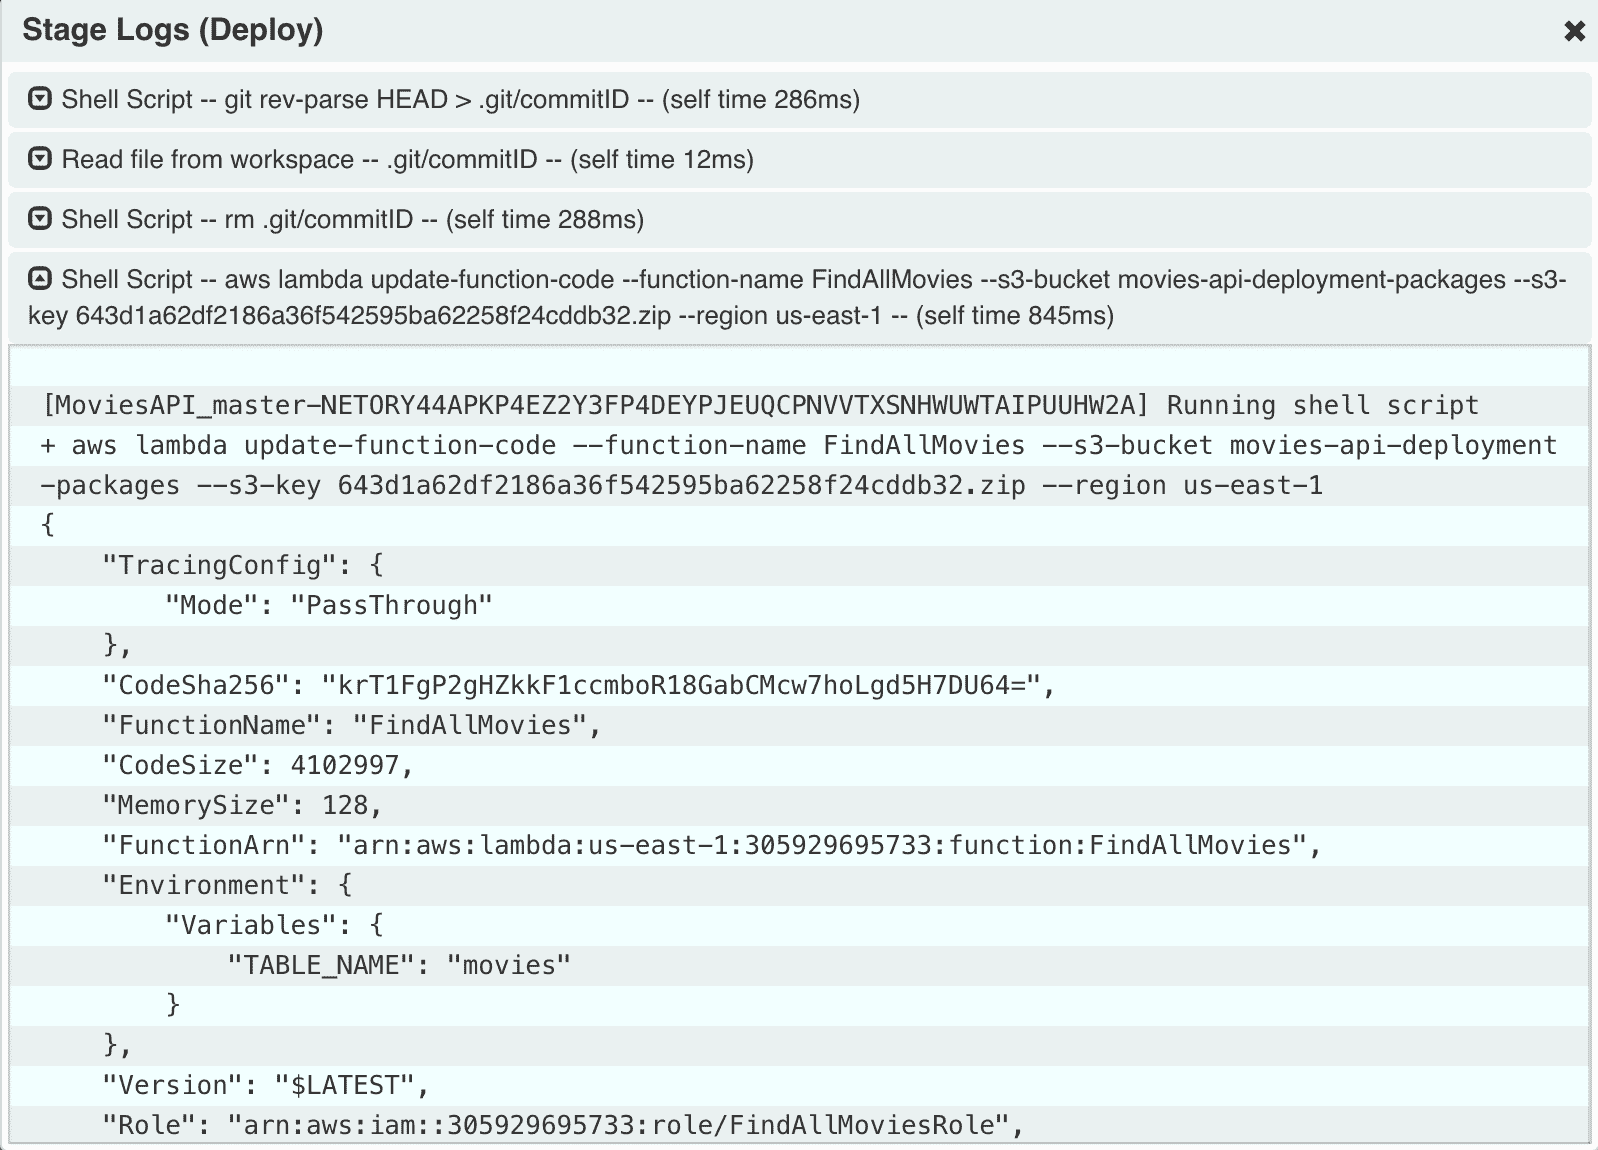 Stage Logs (Deploy)
Shell Script -- git rev-parse HEAD > .git/commitID -- (self time 286ms)
Read file from workspace -- .git/commitID -- (self time 12ms)
Shell Script -- rm .git/commitID -- (self time 288ms)
Shell Script -- aws lambda update-function-code --function-name FindAllMovies --s3-bucket movies-api-deployment-packages --s3-
key 643d1a62df2186a36f542595ba62258f24cddb32.zip --region us-east-1 -- (self time 845ms)
[MoviesAPI_master-NETORY44APKP4EZ2Y3FP4DEYPJEUQCPNVVTXSNHWUWTAIPUUHW2A] Running shell script
+ aws lambda update-function-code --function-name FindAllMovies --s3-bucket movies-api-deployment
-packages --s3-key 643d1a62df2186a36f542595ba62258f24cddb32.zip --region us-east-1
{
    "TracingConfig": {
        "Mode": "PassThrough"
    },
    "CodeSha256": "krT1FgP2gHZkkF1ccmboR18GabCMcw7hoLgd5H7DU64=",
    "FunctionName": "FindAllMovies",
    "CodeSize": 4102997,
    "MemorySize": 128,
    "FunctionArn": "arn:aws:lambda:us-east-1:305929695733:function:FindAllMovies",
    "Environment": {
        "Variables": {
            "TABLE_NAME": "movies"
        }
    },
    "Version": "$LATEST",
    "Role": "arn:aws:iam::305929695733:role/FindAllMoviesRole",